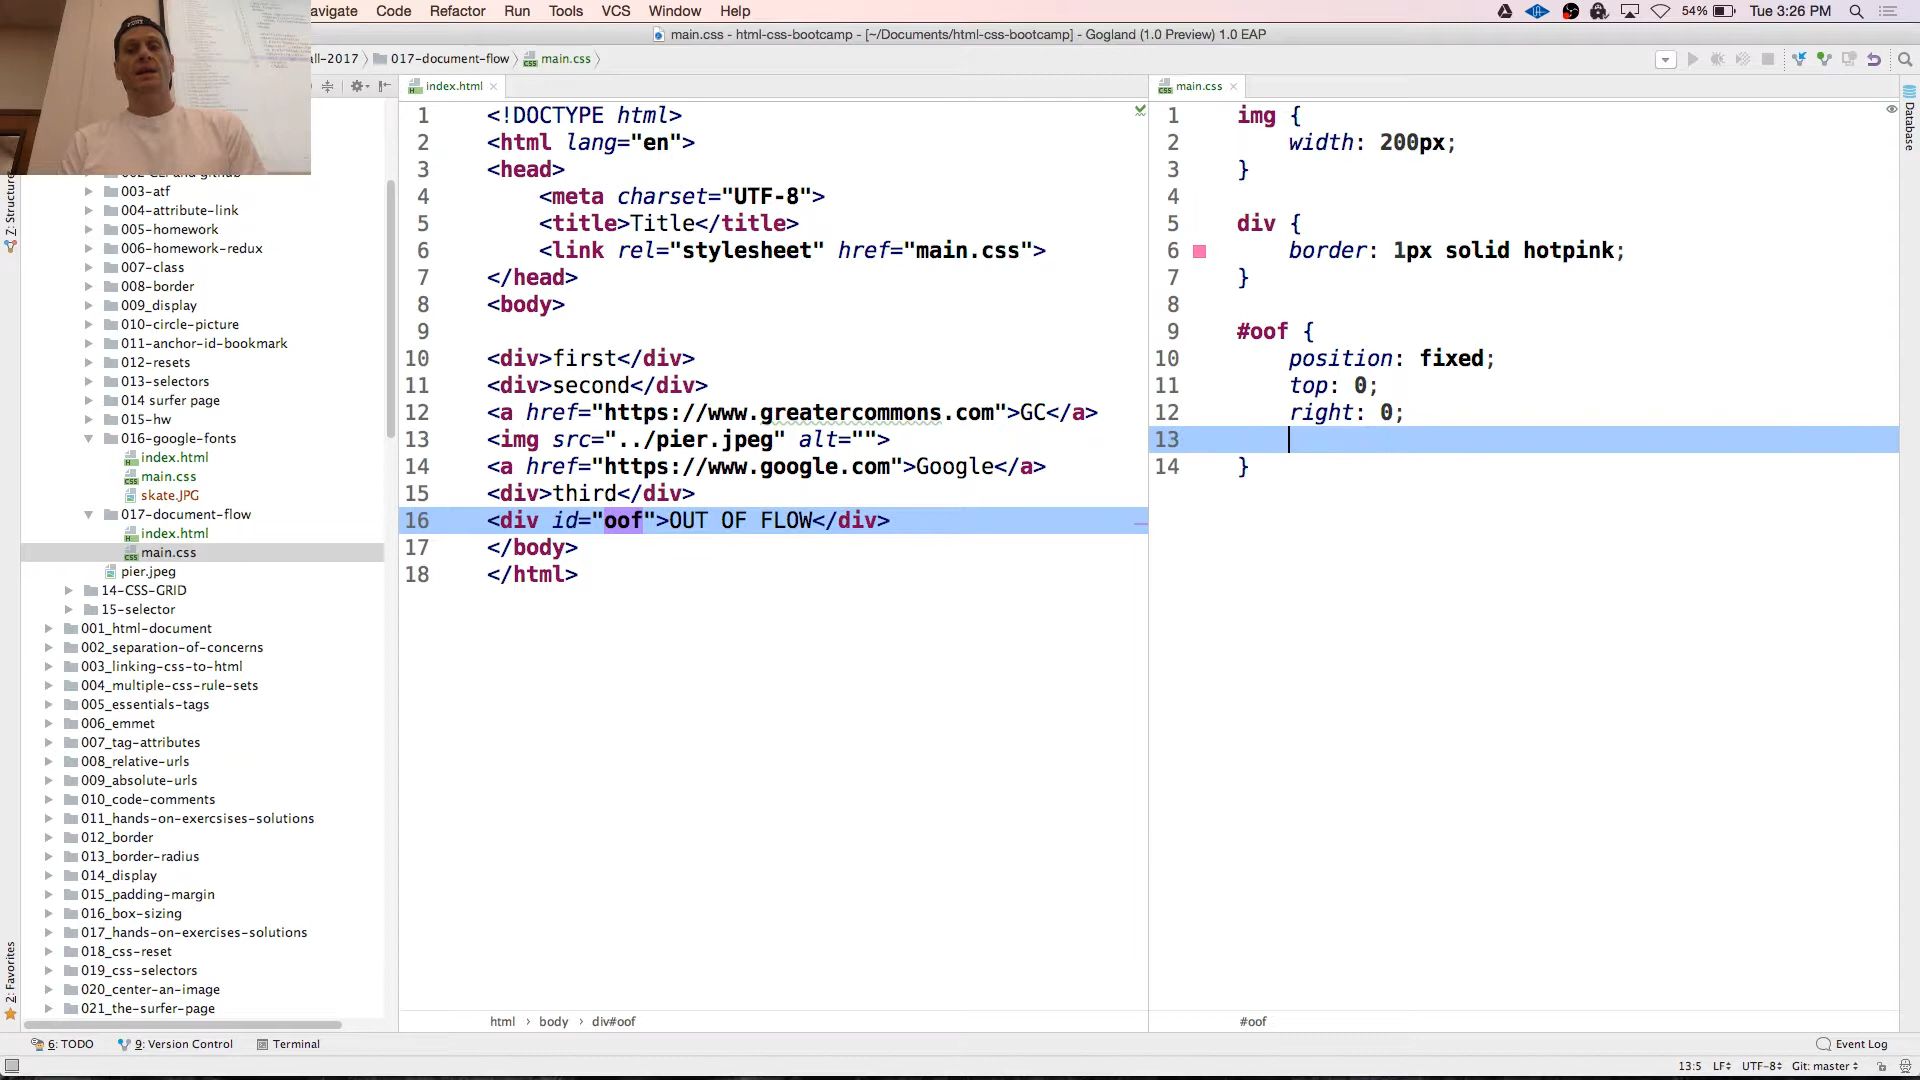 avigate Code Refactor Run Tools VCS Window Help
54% Tue 3:26 PM
main.css - html-css-bootcamp - [~/Documents/html-css-bootcamp] - Gogland (1.0 Preview) 1.0 EAP
all-2017 017-document-flow main.css
index.html
main.css
Database
Z: Structure
003-atf
004-attribute-link
005-homework
006-homework-redux
007-class
008-border
009_display
010-circle-picture
011-anchor-id-bookmark
012-resets
013-selectors
014 surfer page
015-hw
016-google-fonts
index.html
main.css
skate.JPG
017-document-flow
index.html
main.css
pier.jpeg
14-CSS-GRID
15-selector
001_html-document
002_separation-of-concerns
003_linking-css-to-html
004_multiple-css-rule-sets
005_essentials-tags
006_emmet
007_tag-attributes
008_relative-urls
009_absolute-urls
010_code-comments
011_hands-on-exercsises-solutions
012_border
013_border-radius
014_display
015_padding-margin
016_box-sizing
017_hands-on-exercises-solutions
018_css-reset
019_css-selectors
020_center-an-image
021_the-surfer-page
2: Favorites
1 <!DOCTYPE html>
2 <html lang="en">
3 <head>
4 <meta charset="UTF-8">
5 <title>Title</title>
6 <link rel="stylesheet" href="main.css">
7 </head>
8 <body>
9
10 <div>first</div>
11 <div>second</div>
12 <a href="https://www.greatercommons.com">GC</a>
13 <img src="../pier.jpeg" alt="">
14 <a href="https://www.google.com">Google</a>
15 <div>third</div>
16 <div id="oof">OUT OF FLOW</div>
17 </body>
18 </html>
html › body › div#oof
1 img {
2 width: 200px;
3 }
4
5 div {
6 border: 1px solid hotpink;
7 }
8
9 #oof {
10 position: fixed;
11 top: 0;
12 right: 0;
13
14 }
#oof
6: TODO 9: Version Control Terminal Event Log
13:5 LF÷ UTF-8÷ Git: master÷